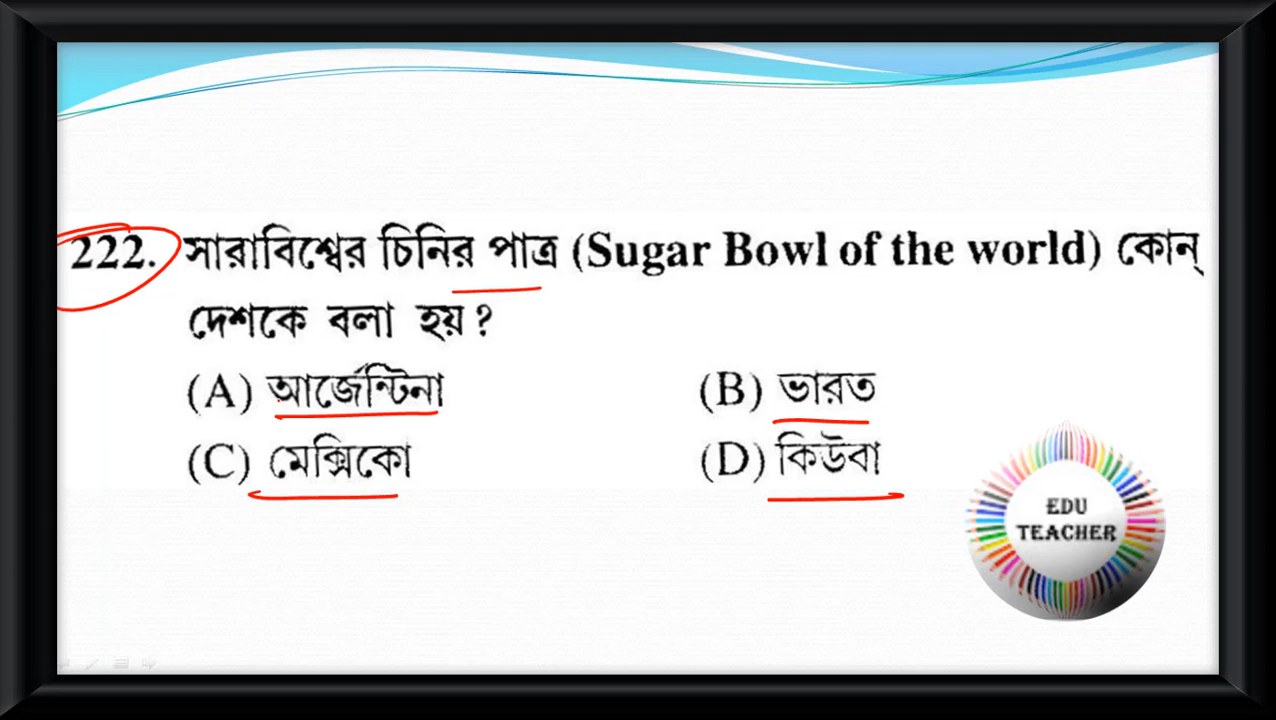 222. সারাবিশ্বের চিনির পাত্র (Sugar Bowl of the world) কোন্
দেশকে বলা হয় ?
(A) আর্জেন্টিনা (B) ভারত
(C) মেক্সিকো (D) কিউবা
EDU
TEACHER